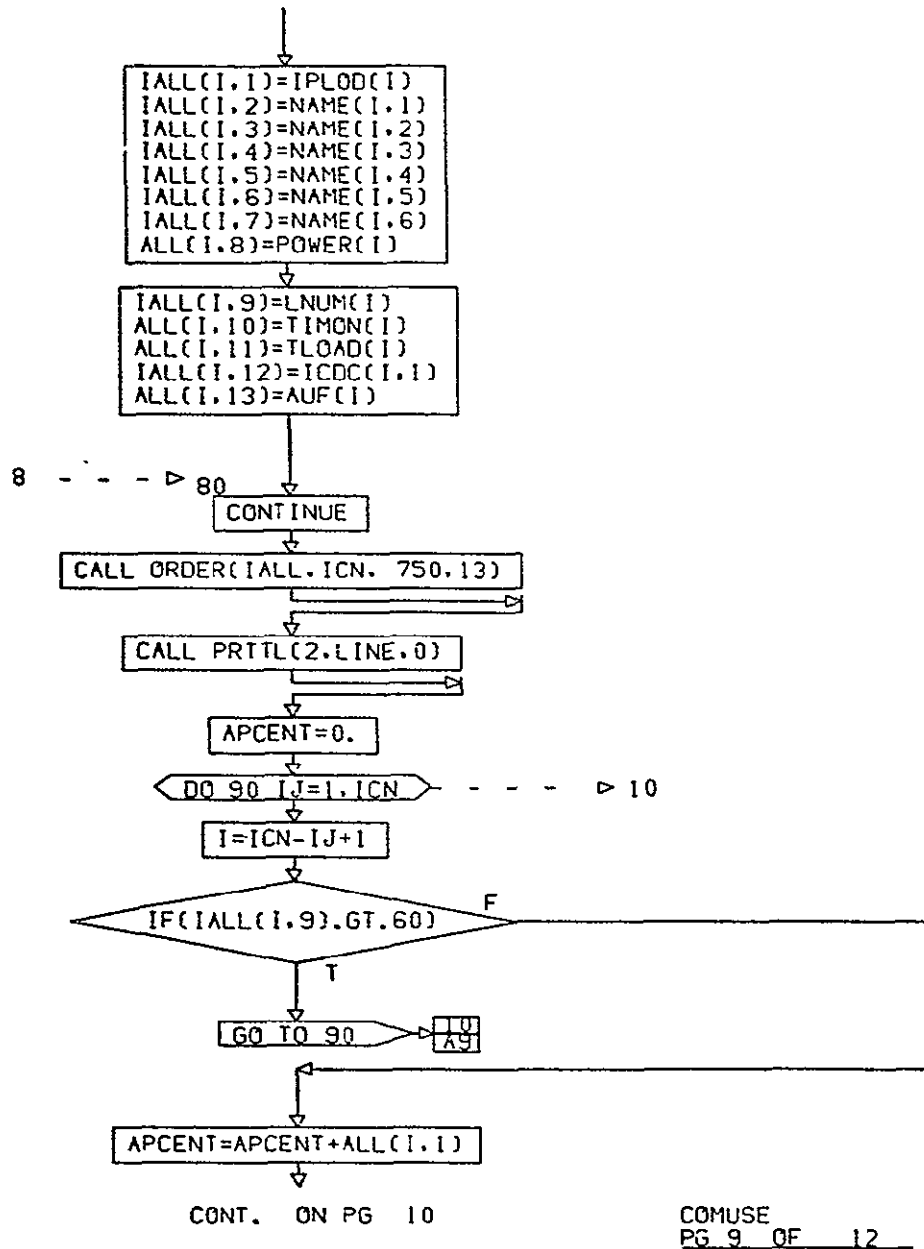 IALL(I,1)=IPLOD(I)
IALL(I,2)=NAME(I,1)
IALL(I,3)=NAME(I,2)
IALL(I,4)=NAME(I,3)
IALL(I,5)=NAME(I,4)
IALL(I,6)=NAME(I,5)
IALL(I,7)=NAME(I,6)
ALL(I,8)=POWER(I)
IALL(I,9)=LNUM(I)
ALL(I,10)=TIMON(I)
ALL(I,11)=TLOAD(I)
IALL(I,12)=ICDC(I,1)
ALL(I,13)=AUF(I)
8
80
CONTINUE
CALL ORDER(IALL,ICN, 750,13)
CALL PRTTL(2,LINE,0)
APCENT=0.
DO 90 IJ=1,ICN
10
I=ICN-IJ+1
IF(IALL(I,9).GT.60)
F
T
GO TO 90
10
A9
APCENT=APCENT+ALL(I,1)
CONT. ON PG 10
COMUSE
PG 9 OF 12